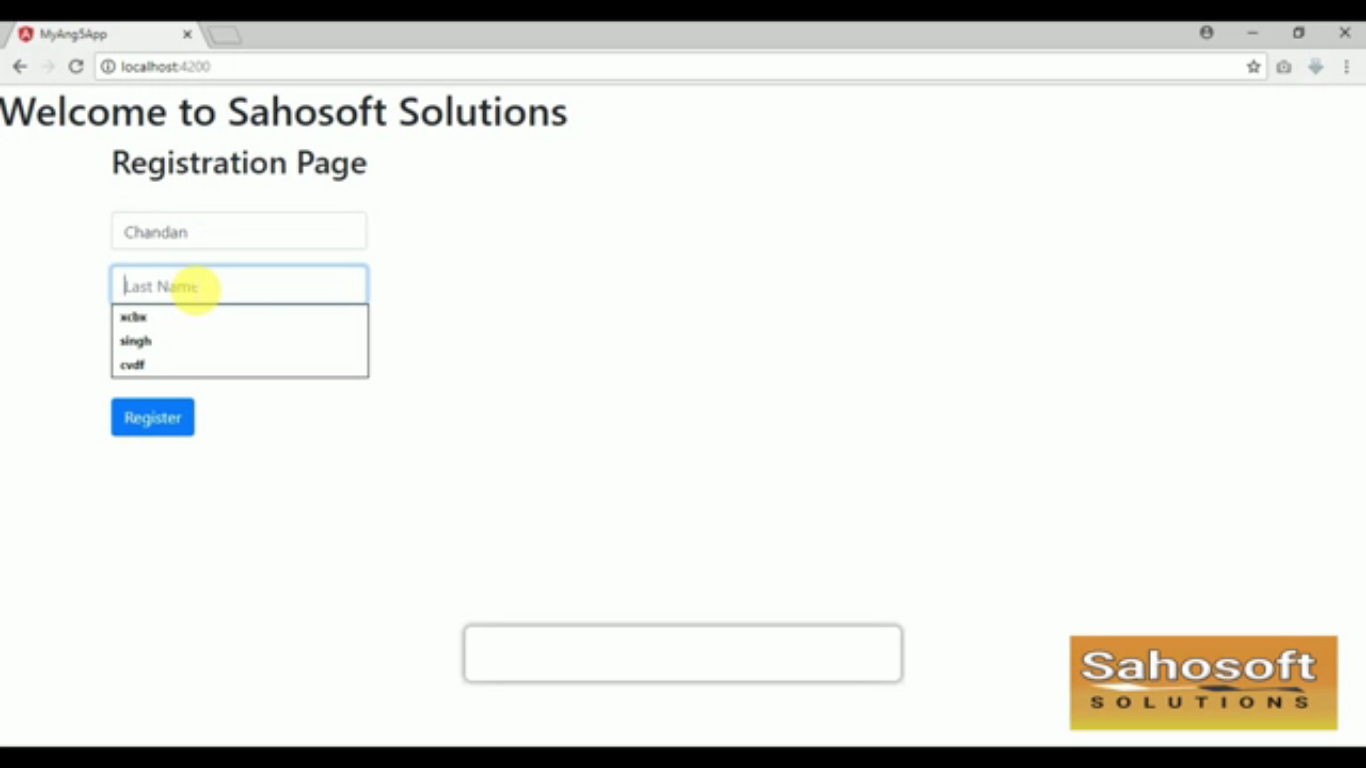 MyAng5App
localhost:4200
Welcome to Sahosoft Solutions
Registration Page
Chandan
Last Name
xcbx
singh
cvdf
Register
Sahosoft
SOLUTIONS